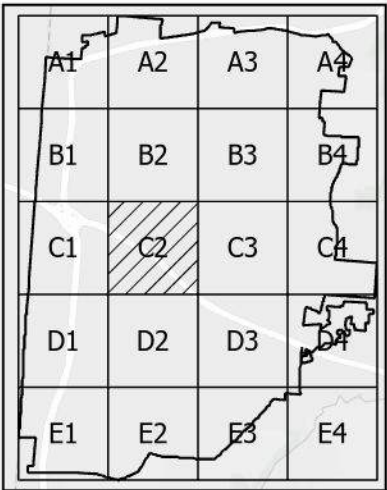 A1 A2 A3 A4
B1 B2 B3 B4
C1 C2 C3 C4
D1 D2 D3 D4
E1 E2 E3 E4